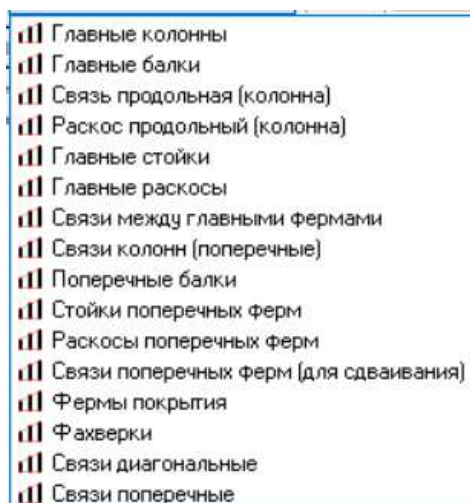 Главные колонны
Главные балки
Связь продольная (колонна)
Раскос продольный (колонна)
Главные стойки
Главные раскосы
Связи между главными фермами
Связи колонн (поперечные)
Поперечные балки
Стойки поперечных ферм
Раскосы поперечных ферм
Связи поперечных ферм (для сдваивания)
Фермы покрытия
Фахверки
Связи диагональные
Связи поперечные